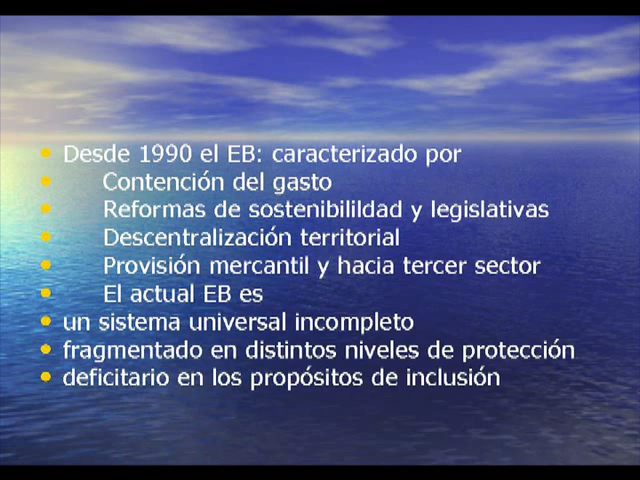 • Desde 1990 el EB: caracterizado por
• Contención del gasto
• Reformas de sostenibilildad y legislativas
• Descentralización territorial
• Provisión mercantil y hacia tercer sector
• El actual EB es
• un sistema universal incompleto
• fragmentado en distintos niveles de protección
• deficitario en los propósitos de inclusión